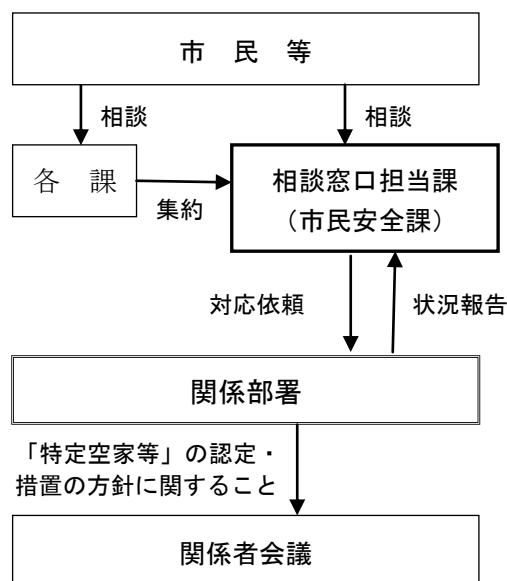 市　民　等
相談
相談
各　課
集約
相談窓口担当課
（市民安全課）
対応依頼
状況報告
関係部署
「特定空家等」の認定・
措置の方針に関すること
関係者会議